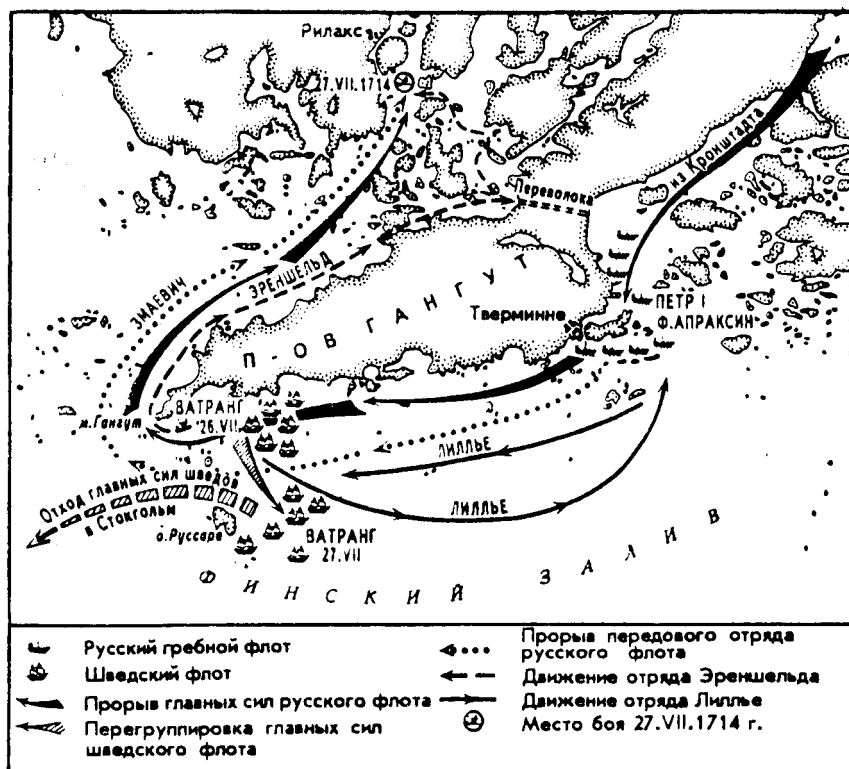 Рилакс
27.VII.1714
из Кронштадта
Переволока
ЭРЕНШЕЛЬД
ЗМАЕВИЧ
П-ОВ ГАНГУТ
Тверминне
ПЕТР I
Ф.АПРАКСИН
м.Гангут
ВАТРАНГ
26.VII
ЛИЛЛЬЕ
ЛИЛЛЬЕ
Отход главных сил шведов
в Стокгольм
о.Руссарэ
ВАТРАНГ
27.VII
ФИНСКИЙ ЗАЛИВ
Русский гребной флот
Шведский флот
Прорыв главных сил русского флота
Перегруппировка главных сил
шведского флота
Прорыв передового отряда
русского флота
Движение отряда Эреншельда
Движение отряда Лиллье
Место боя 27.VII.1714 г.